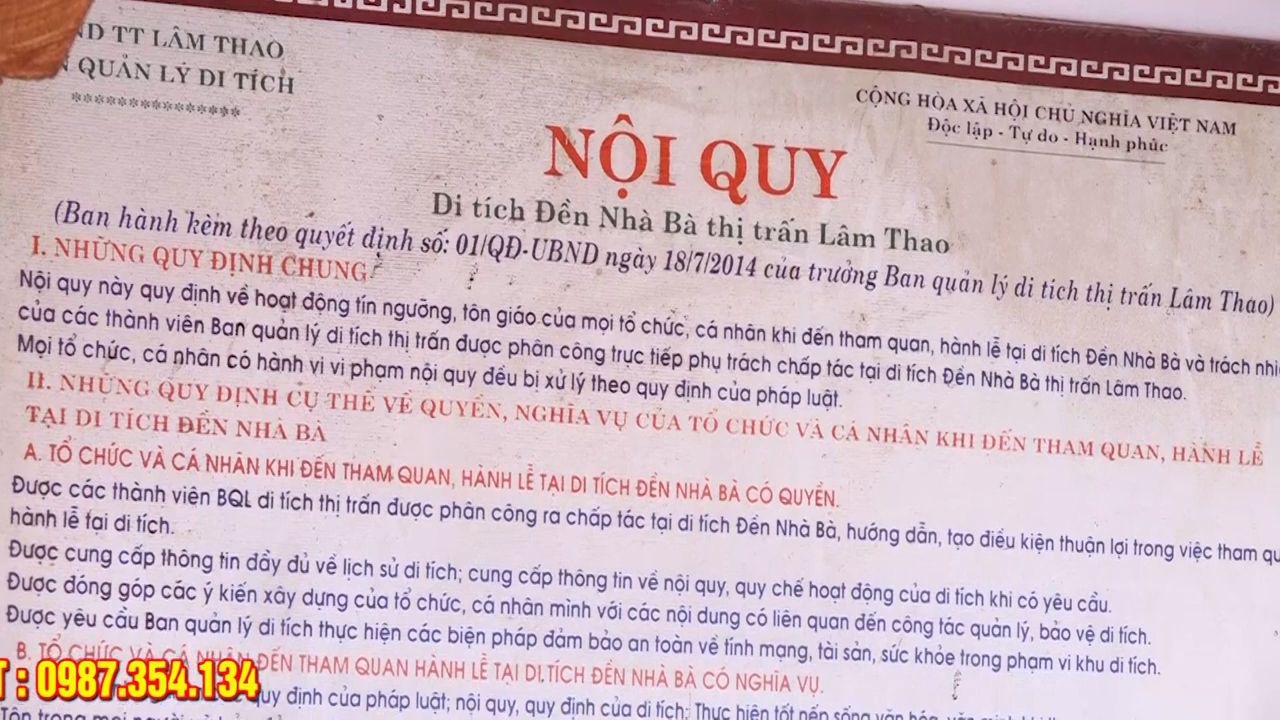 ND TT LÂM THAO
N QUẢN LÝ DI TÍCH
***************
CỘNG HÒA XÃ HỘI CHỦ NGHĨA VIỆT NAM
Độc lập - Tự do - Hạnh phúc
NỘI QUY
Di tích Đền Nhà Bà thị trấn Lâm Thao
(Ban hành kèm theo quyết định số: 01/QĐ-UBND ngày 18/7/2014 của trưởng Ban quản lý di tích thị trấn Lâm Thao)
I. NHỮNG QUY ĐỊNH CHUNG
Nội quy này quy định về hoạt động tín ngưỡng, tôn giáo của mọi tổ chức, cá nhân khi đến tham quan, hành lễ tại di tích Đền Nhà Bà và trách nhi
của các thành viên Ban quản lý di tích thị trấn được phân công trực tiếp phụ trách chấp tác tại di tích Đền Nhà Bà thị trấn Lâm Thao.
Mọi tổ chức, cá nhân có hành vi vi phạm nội quy đều bị xử lý theo quy định của pháp luật.
II. NHỮNG QUY ĐỊNH CỤ THỂ VỀ QUYỀN, NGHĨA VỤ CỦA TỔ CHỨC VÀ CÁ NHÂN KHI ĐẾN THAM QUAN, HÀNH LỄ
TẠI DI TÍCH ĐỀN NHÀ BÀ
A. TỔ CHỨC VÀ CÁ NHÂN KHI ĐẾN THAM QUAN, HÀNH LỄ TẠI DI TÍCH ĐỀN NHÀ BÀ CÓ QUYỀN.
Được các thành viên BQL di tích thị trấn được phân công ra chấp tác tại di tích Đền Nhà Bà, hướng dẫn, tạo điều kiện thuận lợi trong việc tham qu
hành lễ tại di tích.
Được cung cấp thông tin đầy đủ về lịch sử di tích; cung cấp thông tin về nội quy, quy chế hoạt động của di tích khi có yêu cầu.
Được đóng góp các ý kiến xây dựng của tổ chức, cá nhân mình với các nội dung có liên quan đến công tác quản lý, bảo vệ di tích.
Được yêu cầu Ban quản lý di tích thực hiện các biện pháp đảm bảo an toàn về tính mạng, tài sản, sức khỏe trong phạm vi khu di tích.
B. TỔ CHỨC VÀ CÁ NHÂN ĐẾN THAM QUAN HÀNH LỄ TẠI DI TÍCH ĐỀN NHÀ BÀ CÓ NGHĨA VỤ.
T : 0987.354.134
quy định của pháp luật; nội quy, quy định của di tích; Thực hiện tốt nếp sống văn hóa, văn minh khi
Tôn trọng mọi người